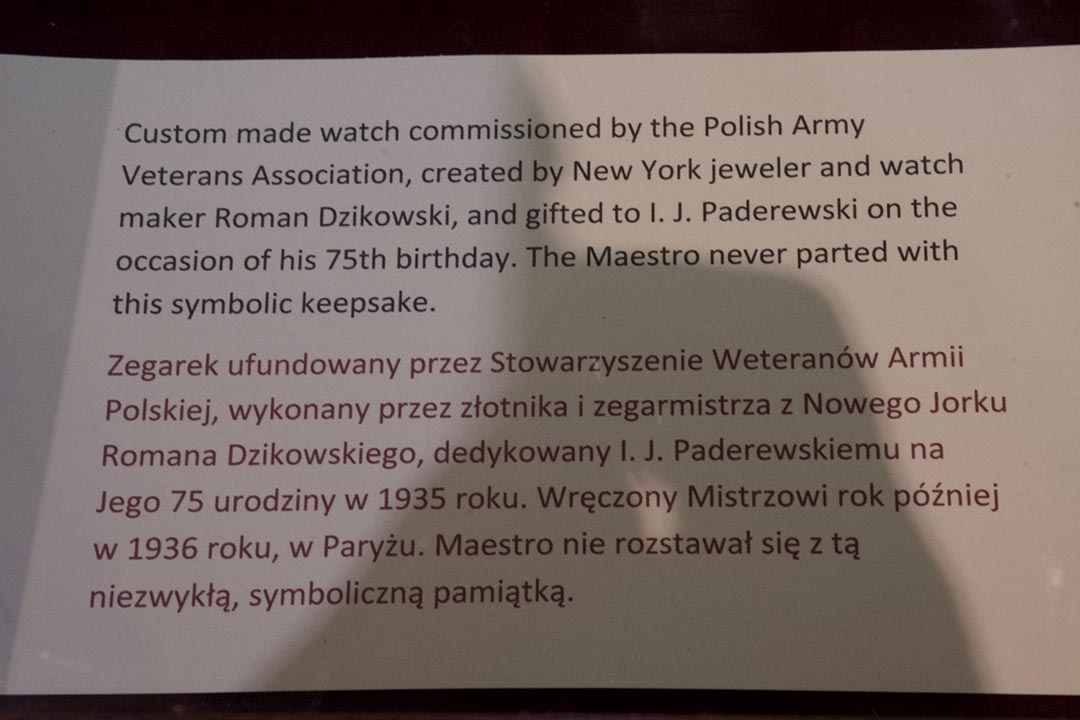 Custom made watch commissioned by the Polish Army
Veterans Association, created by New York jeweler and watch
maker Roman Dzikowski, and gifted to I. J. Paderewski on the
occasion of his 75th birthday. The Maestro never parted with
this symbolic keepsake.
Zegarek ufundowany przez Stowarzyszenie Weteranów Armii
Polskiej, wykonany przez złotnika i zegarmistrza z Nowego Jorku
Romana Dzikowskiego, dedykowany I. J. Paderewskiemu na
Jego 75 urodziny w 1935 roku. Wręczony Mistrzowi rok później
w 1936 roku, w Paryżu. Maestro nie rozstawał się z tą
niezwykłą, symboliczną pamiątką.